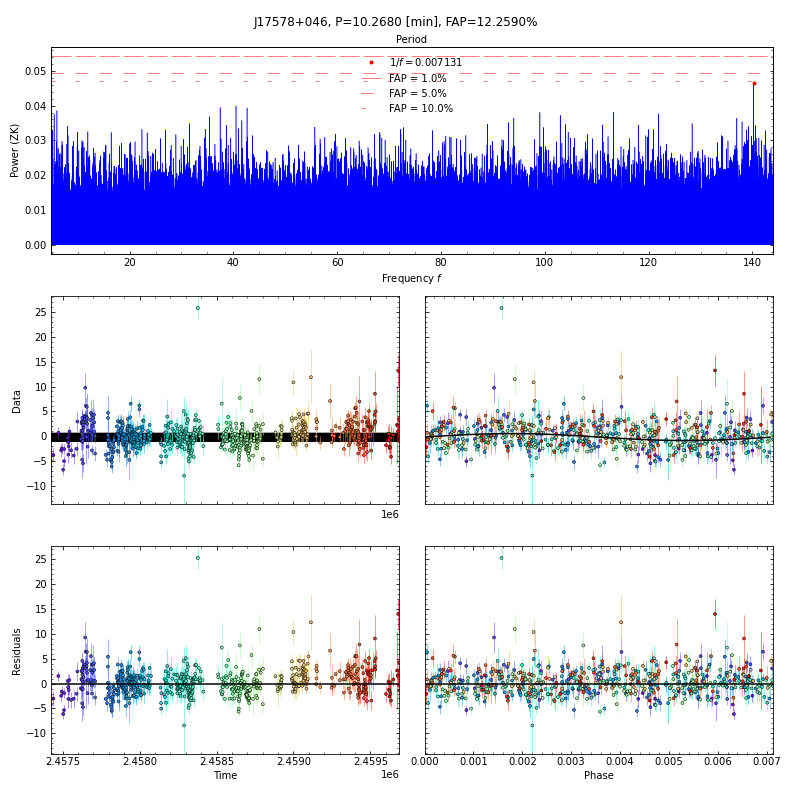 J17578+046, P=10.2680 [min], FAP=12.2590%
Period
Power (ZK)
0.05
0.04
0.03
0.02
0.01
0.00
1/f = 0.007131
FAP = 1.0%
FAP = 5.0%
FAP = 10.0%
20 40 60 80 100 120 140
Frequency f
Data
25
20
15
10
5
0
−5
−10
1e6
Residuals
25
20
15
10
5
0
−5
−10
2.4575 2.4580 2.4585 2.4590 2.4595
1e6
Time
0.000 0.001 0.002 0.003 0.004 0.005 0.006 0.007
Phase